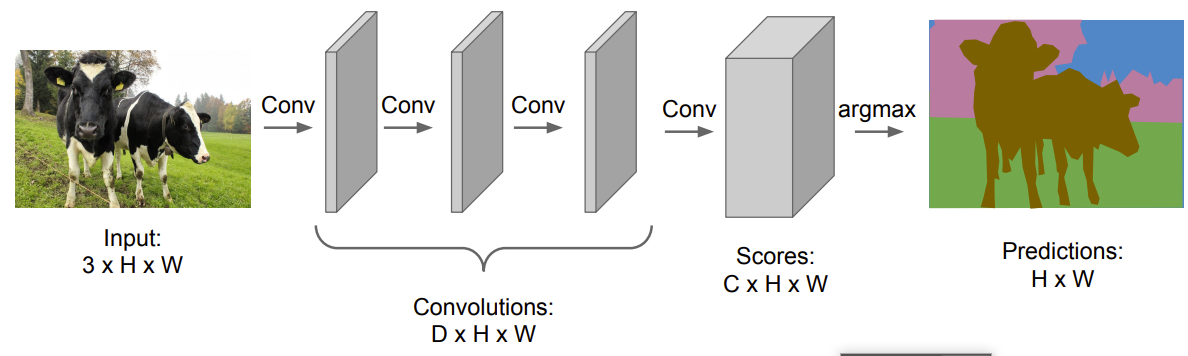 Conv
Conv
Conv
Conv
argmax
Input:
3 x H x W
Convolutions:
D x H x W
Scores:
C x H x W
Predictions:
H x W